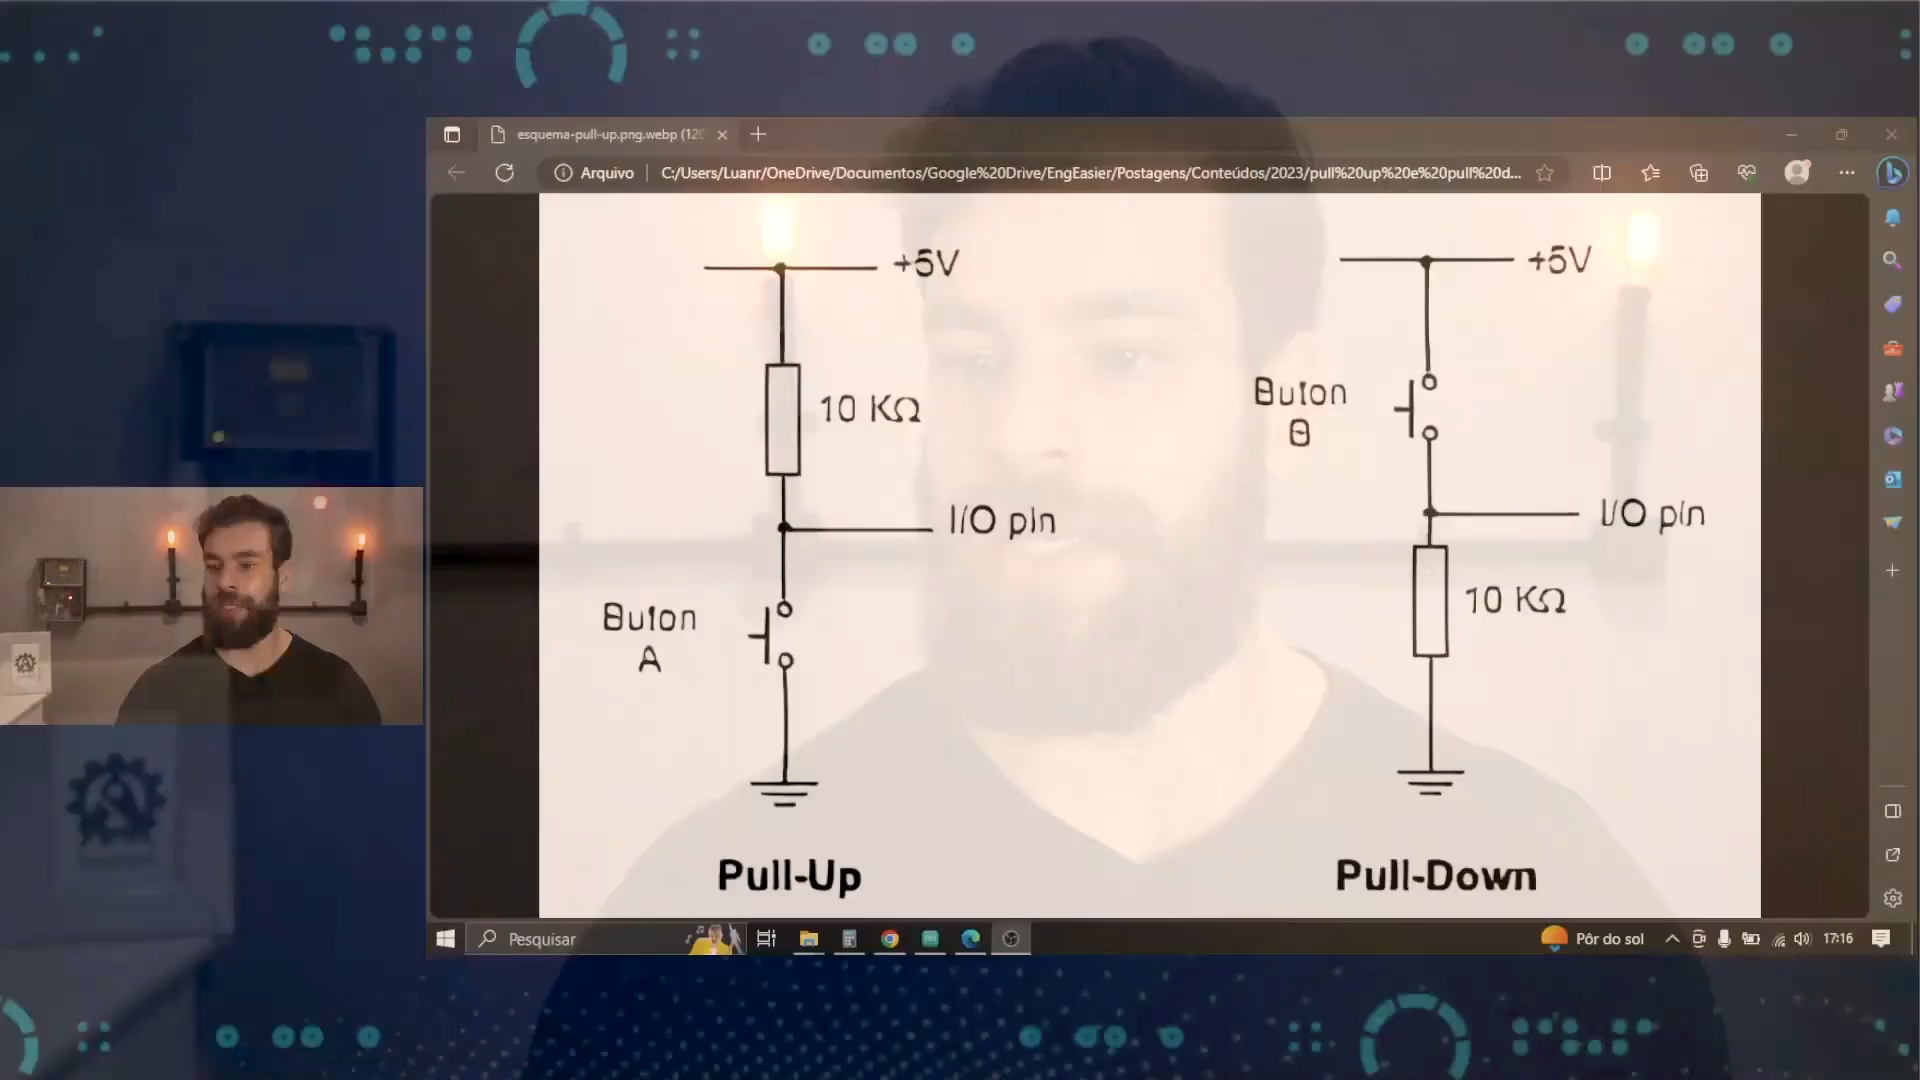 esquema-pull-up.png.webp (120
Arquivo
C:/Users/Luanr/OneDrive/Documentos/Google%20Drive/EngEasier/Postagens/Conteúdos/2023/pull%20up%20e%20pull%20d...
+5V
+5V
10 KΩ
Buton
B
I/O pin
I/O pin
Buton
A
10 KΩ
Pull-Up
Pull-Down
Pesquisar
Pôr do sol
17:16